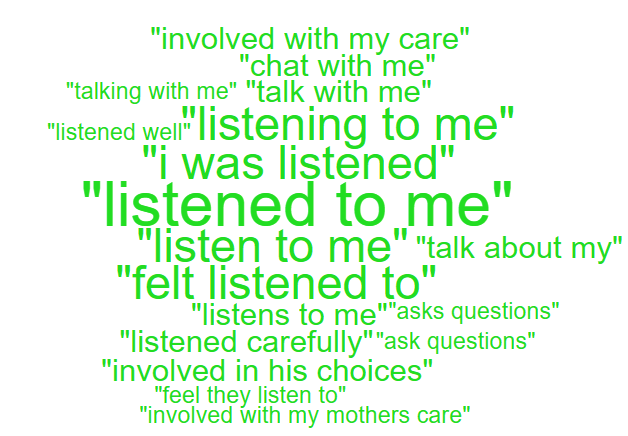 "involved with my care"
"chat with me"
"talking with me" "talk with me"
"listened well" "listening to me"
"i was listened"
"listened to me"
"listen to me" "talk about my"
"felt listened to"
"listens to me" "asks questions"
"listened carefully" "ask questions"
"involved in his choices"
"feel they listen to"
"involved with my mothers care"